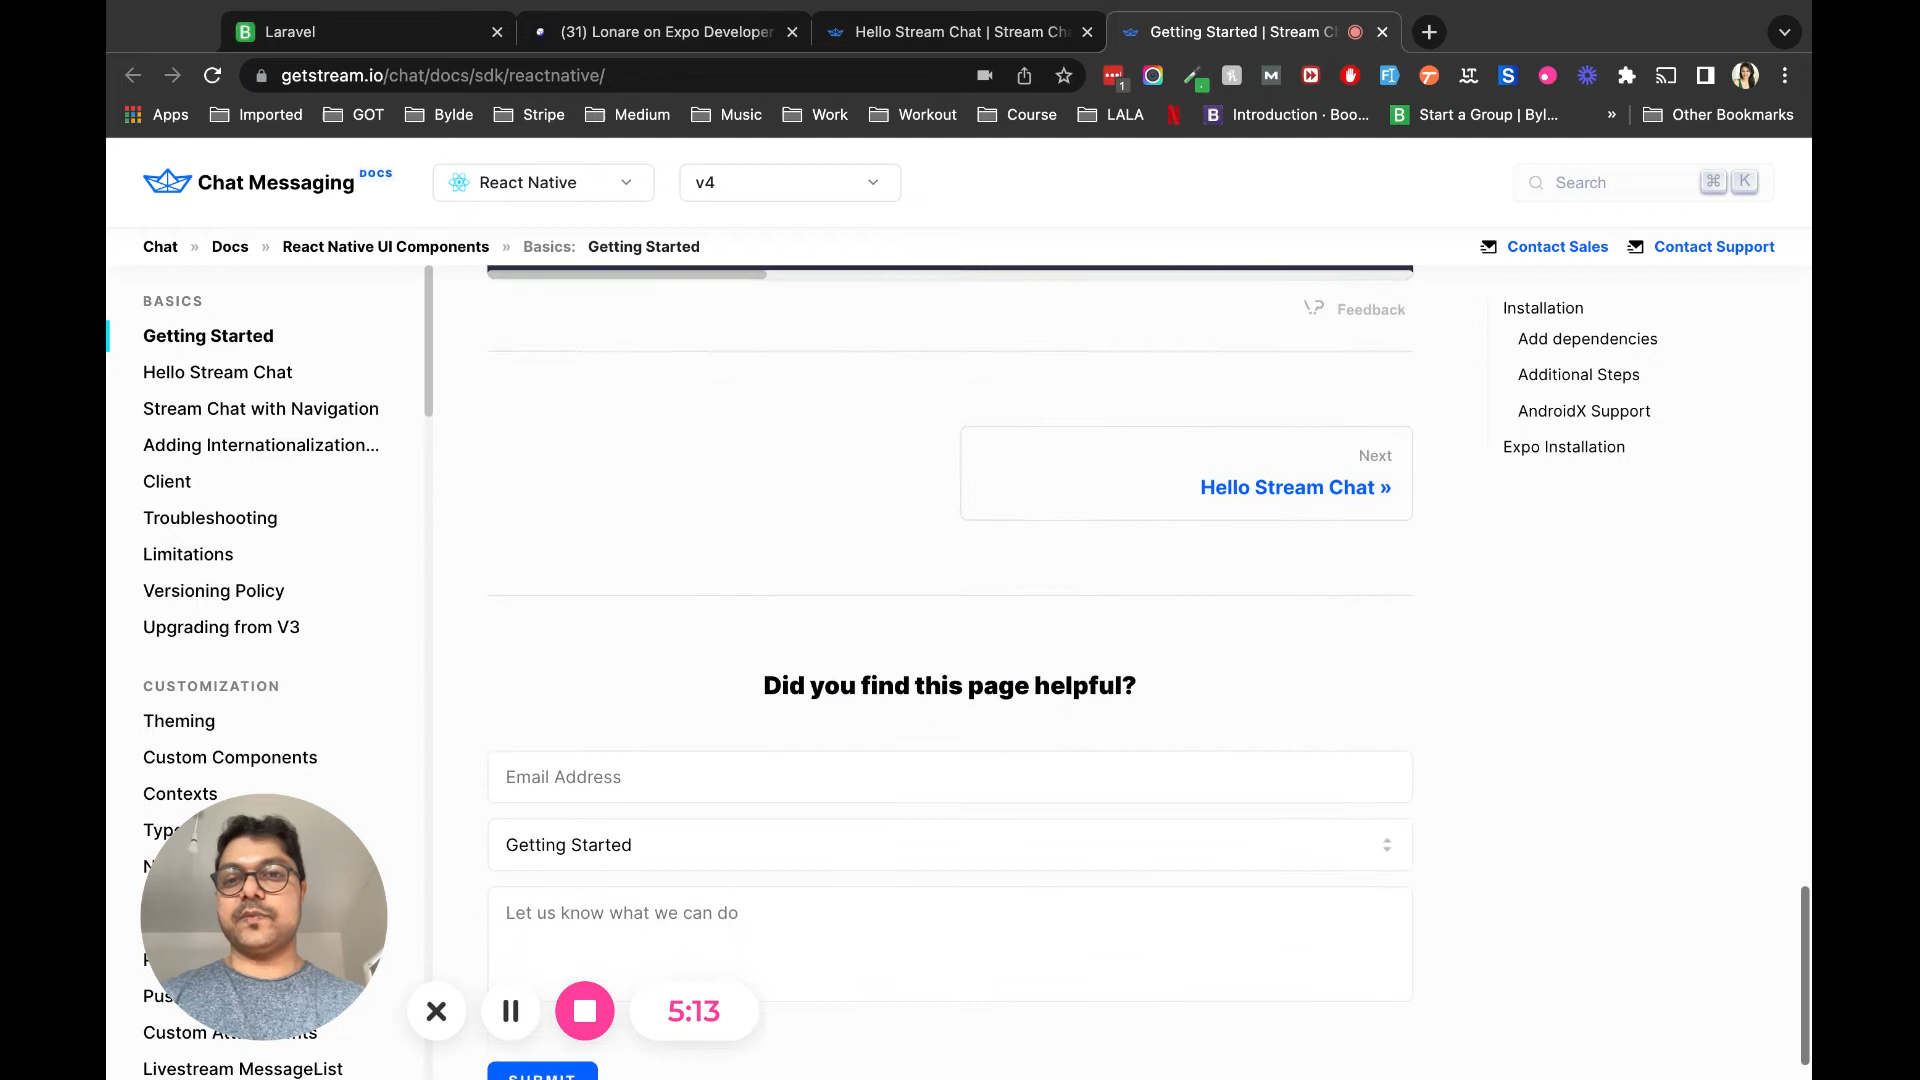 Laravel
(31) Lonare on Expo Developer
Hello Stream Chat | Stream Ch
Getting Started | Stream C
getstream.io/chat/docs/sdk/reactnative/
1
Apps
Imported
GOT
Bylde
Stripe
Medium
Music
Work
Workout
Course
LALA
Introduction · Boo...
Start a Group | Byl...
»
Other Bookmarks
Chat Messaging DOCS
React Native
v4
Search
⌘ K
Chat » Docs » React Native UI Components » Basics: Getting Started
Contact Sales
Contact Support
BASICS
Getting Started
Hello Stream Chat
Stream Chat with Navigation
Adding Internationalization...
Client
Troubleshooting
Limitations
Versioning Policy
Upgrading from V3
CUSTOMIZATION
Theming
Custom Components
Contexts
Custom
Livestream MessageList
Feedback
Next
Hello Stream Chat »
Did you find this page helpful?
Email Address
Getting Started
Let us know what we can do
SUBMIT
Installation
Add dependencies
Additional Steps
AndroidX Support
Expo Installation
5:13